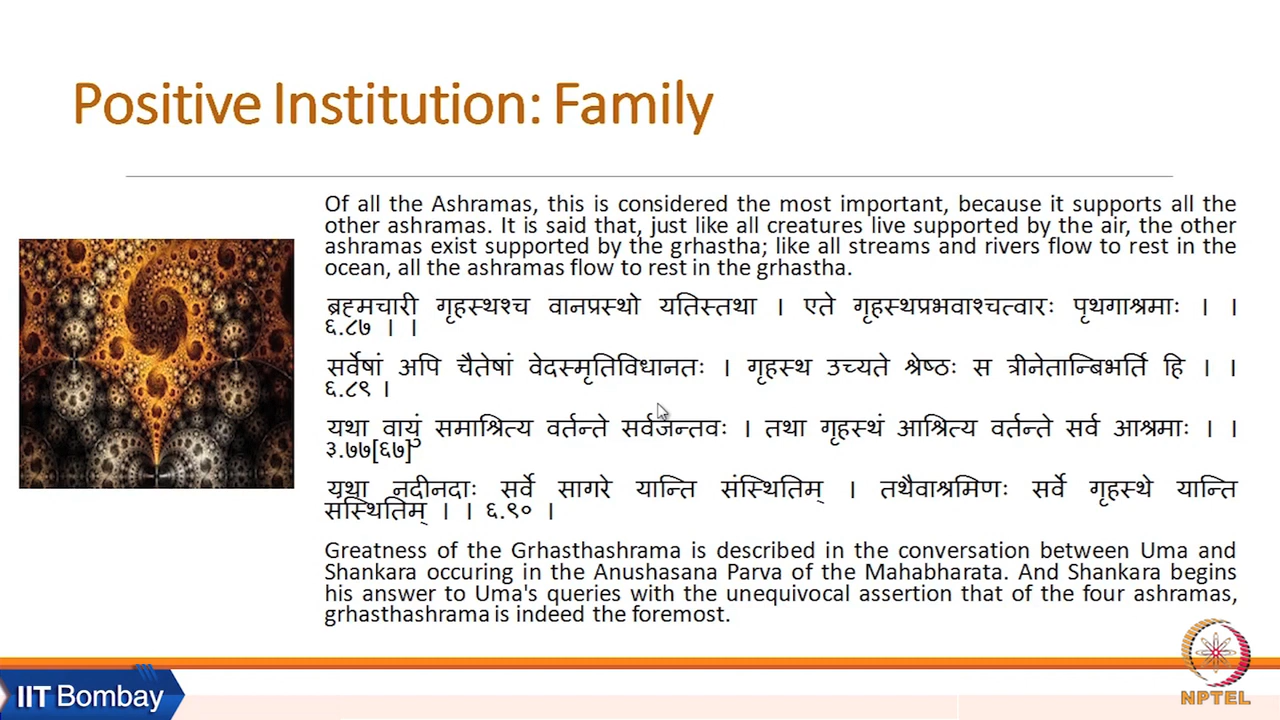 Positive Institution: Family
Of all the Ashramas, this is considered the most important, because it supports all the
other ashramas. It is said that, just like all creatures live supported by the air, the other
ashramas exist supported by the grhastha; like all streams and rivers flow to rest in the
ocean, all the ashramas flow to rest in the grhastha.
ब्रह्मचारी गृहस्थश्च वानप्रस्थो यतिस्तथा । एते गृहस्थप्रभवाश्चत्वारः पृथगाश्रमाः । ।
६.८७ । ।
सर्वेषां अपि चैतेषां वेदस्मृतिविधानतः । गृहस्थ उच्यते श्रेष्ठः स त्रीनेतान्बिभर्ति हि । ।
६.८९ ।
यथा वायुं समाश्रित्य वर्तन्ते सर्वजन्तवः । तथा गृहस्थं आश्रित्य वर्तन्ते सर्व आश्रमाः । ।
३.७७[६७]
यथा नदीनदाः सर्वे सागरे यान्ति संस्थितिम् । तथैवाश्रमिणः सर्वे गृहस्थे यान्ति
संस्थितिम् । । ६.९० ।
Greatness of the Grhasthashrama is described in the conversation between Uma and
Shankara occuring in the Anushasana Parva of the Mahabharata. And Shankara begins
his answer to Uma's queries with the unequivocal assertion that of the four ashramas,
grhasthashrama is indeed the foremost.
IIT Bombay
NPTEL